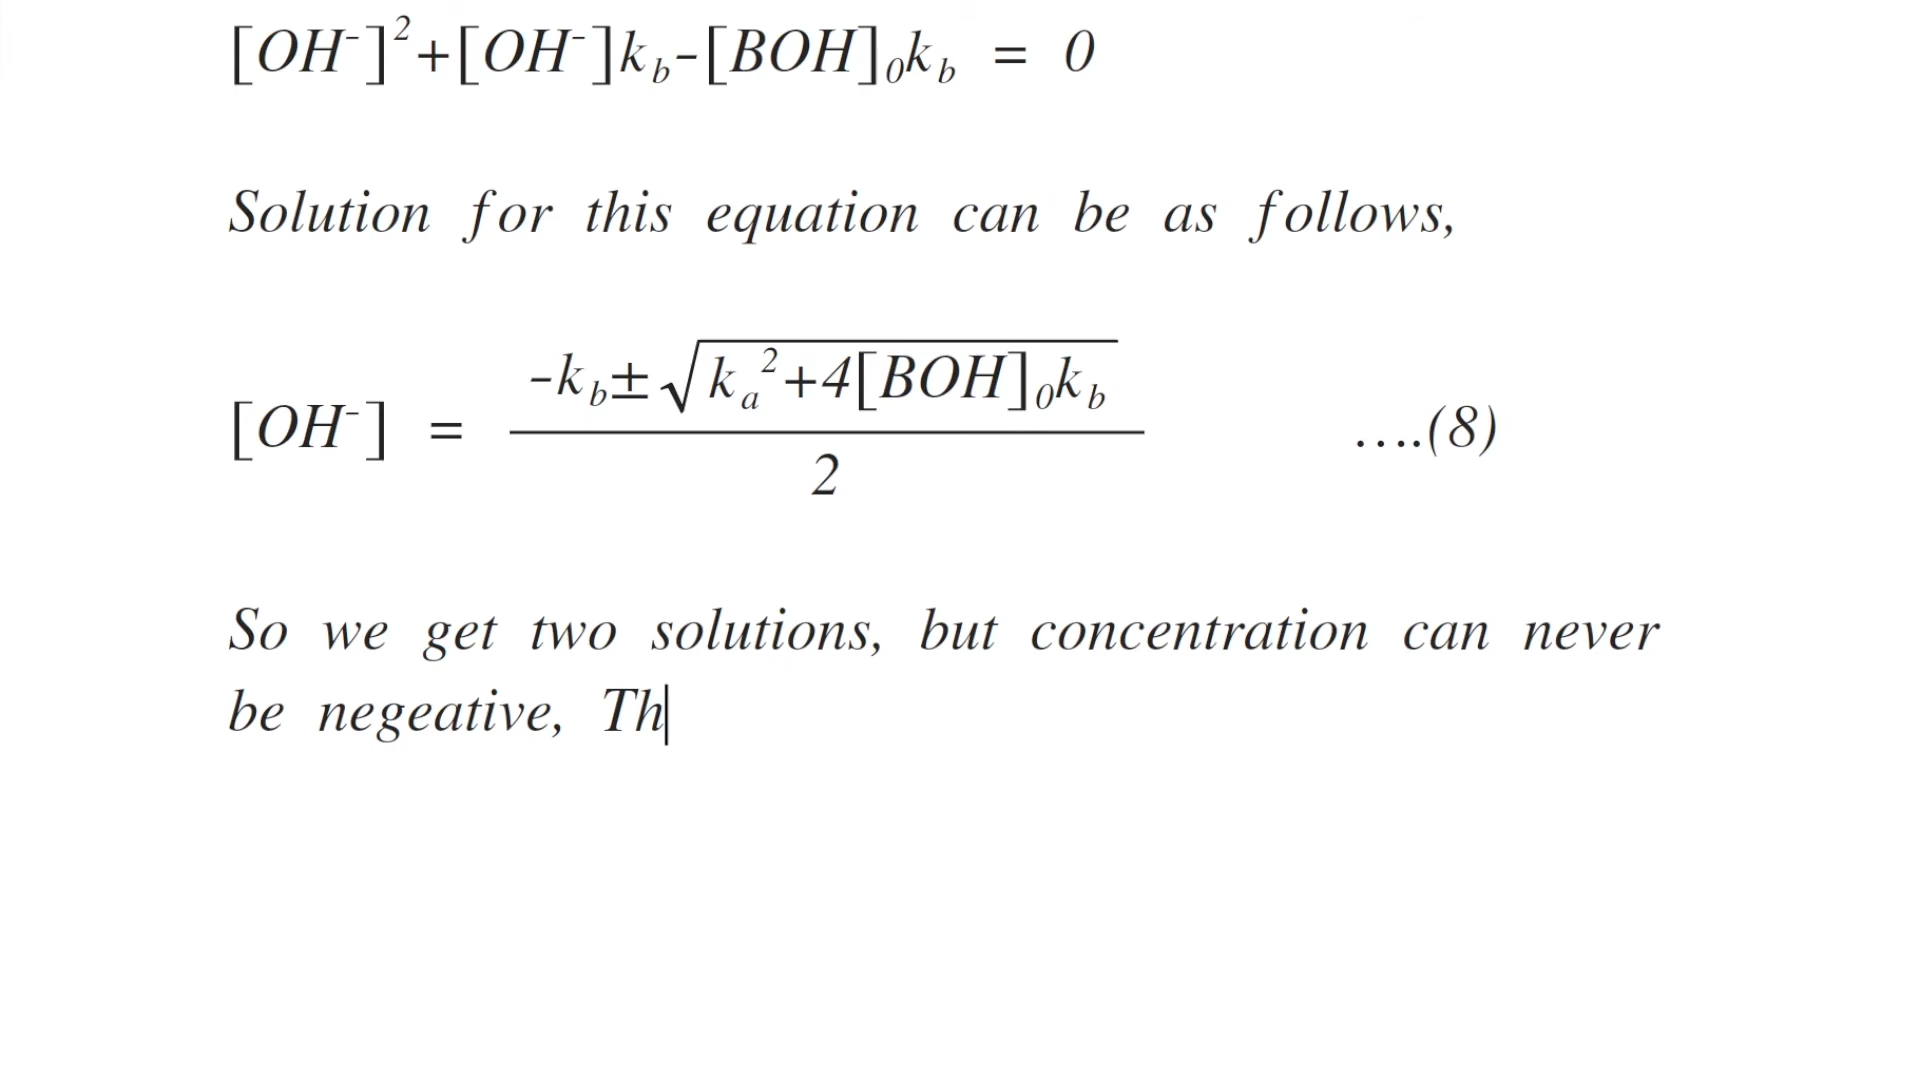 [OH⁻]²+[OH⁻]k_b-[BOH]₀k_b = 0
Solution for this equation can be as follows,
[OH⁻] = (-k_b±√(k_a²+4[BOH]₀k_b))/2 ....(8)
So we get two solutions, but concentration can never
be negeative, Th